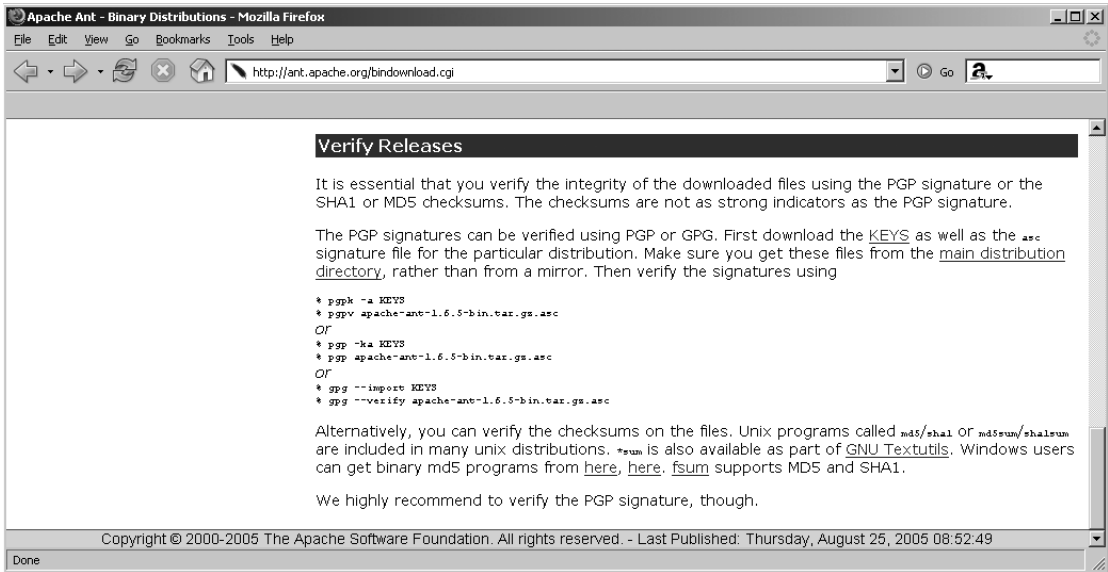 Apache Ant - Binary Distributions - Mozilla Firefox
File Edit View Go Bookmarks Tools Help
http://ant.apache.org/bindownload.cgi
Go
a.
Verify Releases
It is essential that you verify the integrity of the downloaded files using the PGP signature or the
SHA1 or MD5 checksums. The checksums are not as strong indicators as the PGP signature.
The PGP signatures can be verified using PGP or GPG. First download the KEYS as well as the asc
signature file for the particular distribution. Make sure you get these files from the main distribution
directory, rather than from a mirror. Then verify the signatures using
% pgpk -a KEYS
% pgpv apache-ant-1.6.5-bin.tar.gz.asc
or
% pgp -ka KEYS
% pgp apache-ant-1.6.5-bin.tar.gz.asc
or
% gpg --import KEYS
% gpg --verify apache-ant-1.6.5-bin.tar.gz.asc
Alternatively, you can verify the checksums on the files. Unix programs called md5/sha1 or md5sum/sha1sum
are included in many unix distributions. *sum is also available as part of GNU Textutils. Windows users
can get binary md5 programs from here, here. fsum supports MD5 and SHA1.
We highly recommend to verify the PGP signature, though.
Copyright © 2000-2005 The Apache Software Foundation. All rights reserved. - Last Published: Thursday, August 25, 2005 08:52:49
Done